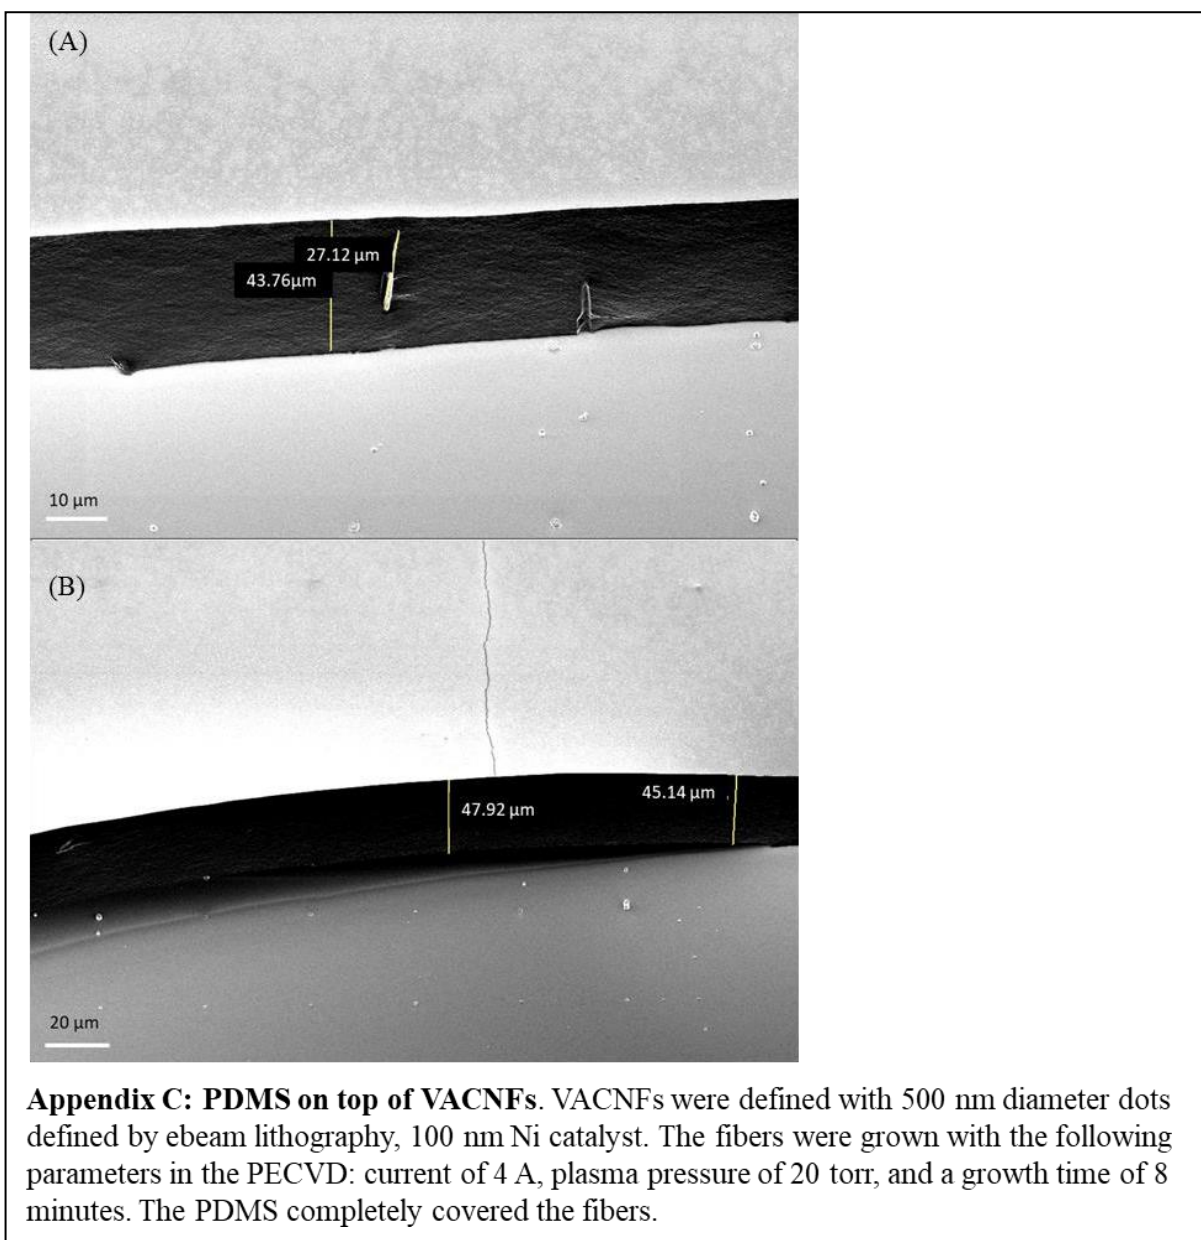 (A)
27.12 µm
43.76µm
10 µm
(B)
47.92 µm
45.14 µm
20 µm
Appendix C: PDMS on top of VACNFs. VACNFs were defined with 500 nm diameter dots
defined by ebeam lithography, 100 nm Ni catalyst. The fibers were grown with the following
parameters in the PECVD: current of 4 A, plasma pressure of 20 torr, and a growth time of 8
minutes. The PDMS completely covered the fibers.